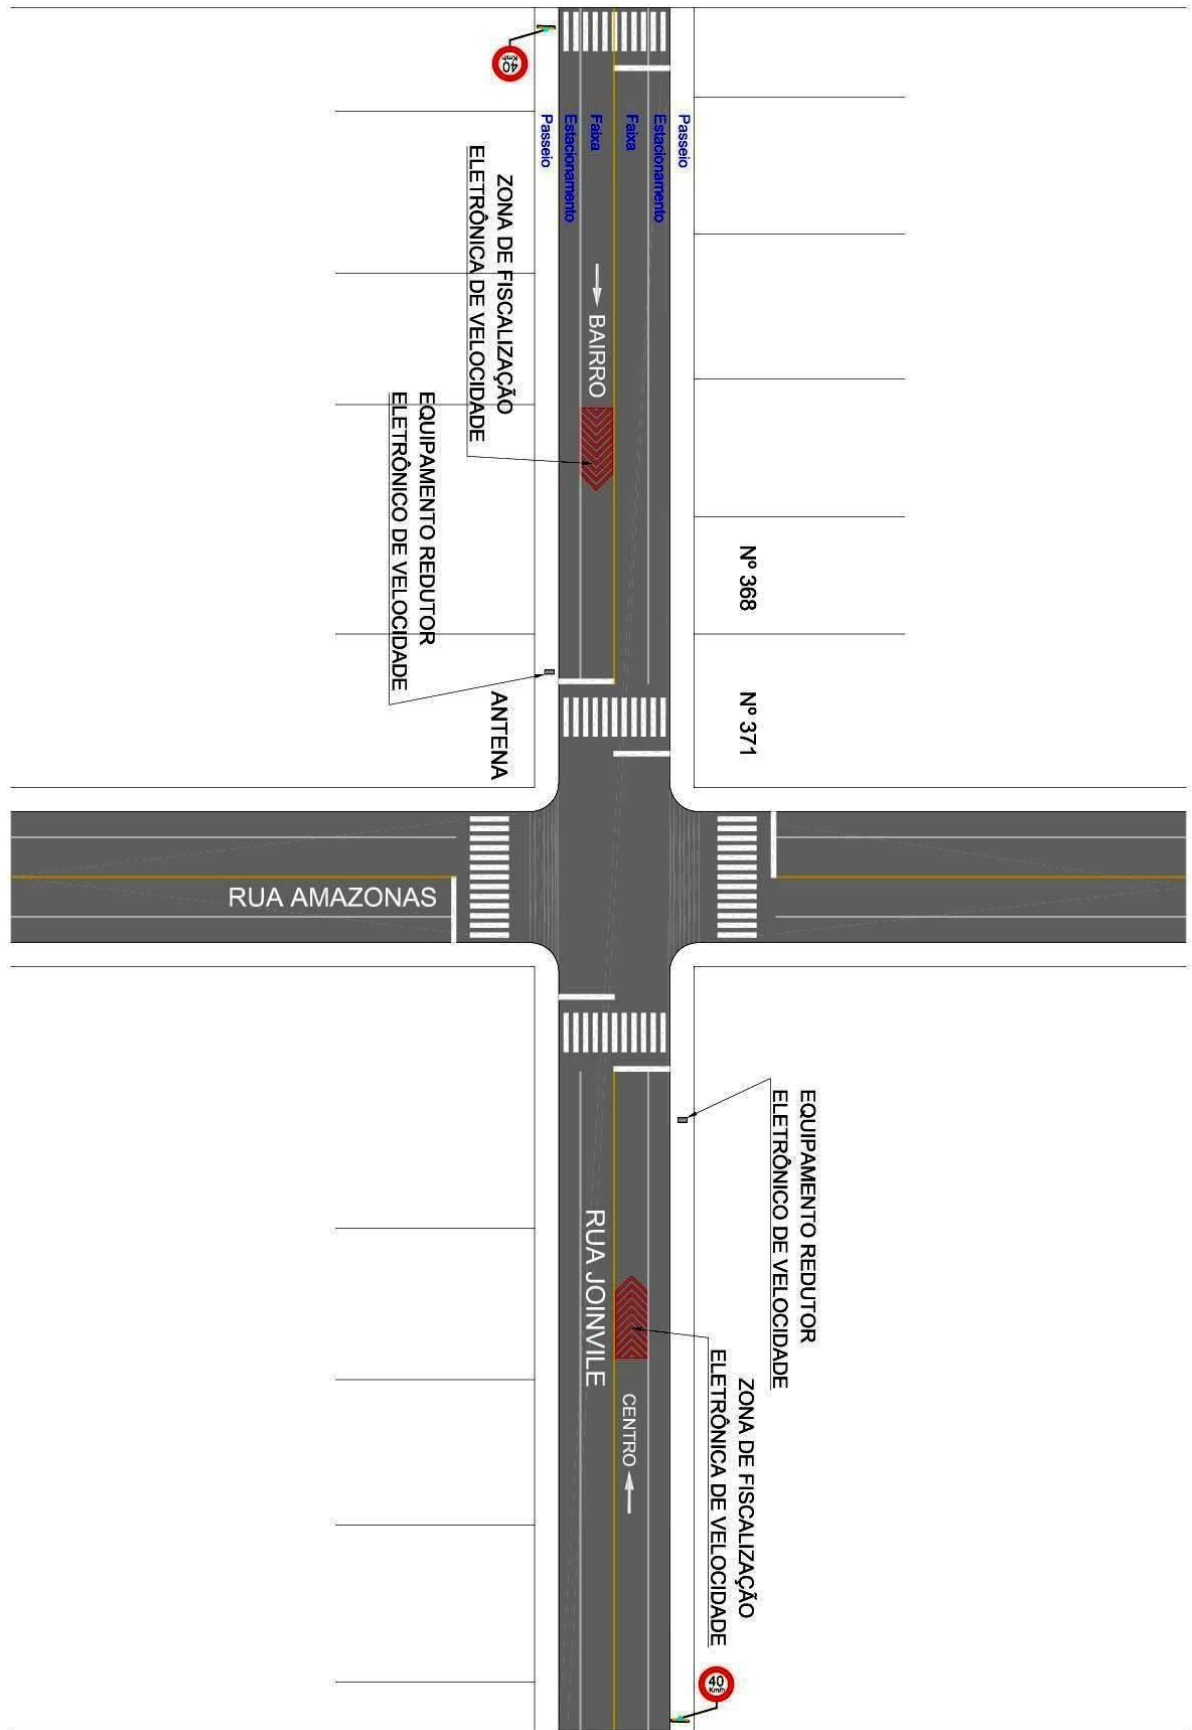 40
Km/h
Passeio
Estacionamento
Faixa
Faixa
Estacionamento
Passeio
ZONA DE FISCALIZAÇÃO
ELETRÔNICA DE VELOCIDADE
BAIRRO
EQUIPAMENTO REDUTOR
ELETRÔNICO DE VELOCIDADE
Nº 368
ANTENA
Nº 371
RUA AMAZONAS
EQUIPAMENTO REDUTOR
ELETRÔNICO DE VELOCIDADE
RUA JOINVILE
CENTRO
ZONA DE FISCALIZAÇÃO
ELETRÔNICA DE VELOCIDADE
40
Km/h